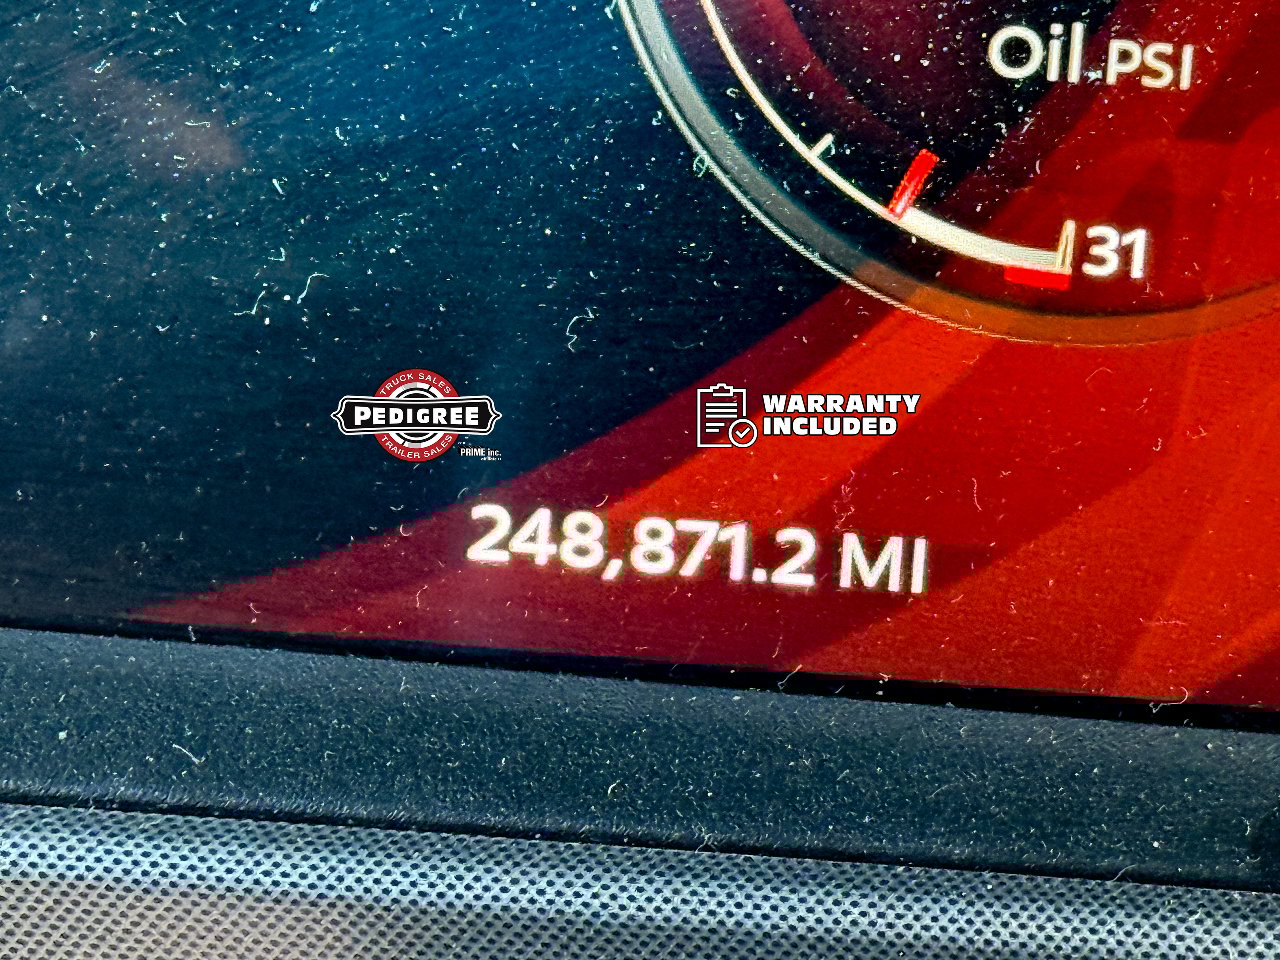 Oil PSI
31
TRUCK SALES
PEDIGREE
TRAILER SALES
PRIME inc.
WARRANTY
INCLUDED
248,871.2 MI